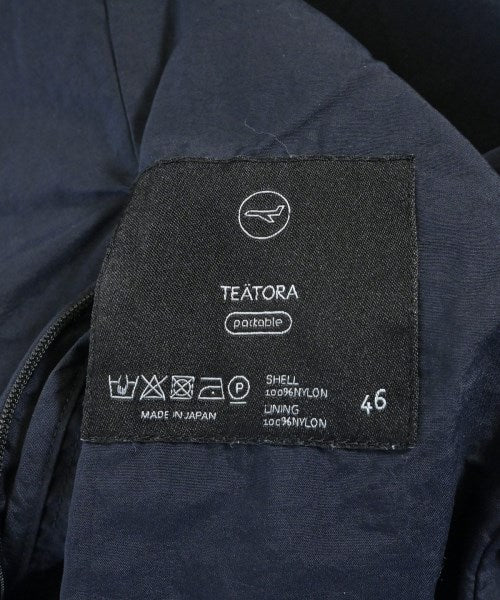 TEÄTORA
packable
P
MADE IN JAPAN
SHELL
100%NYLON
LINING
100%NYLON
46